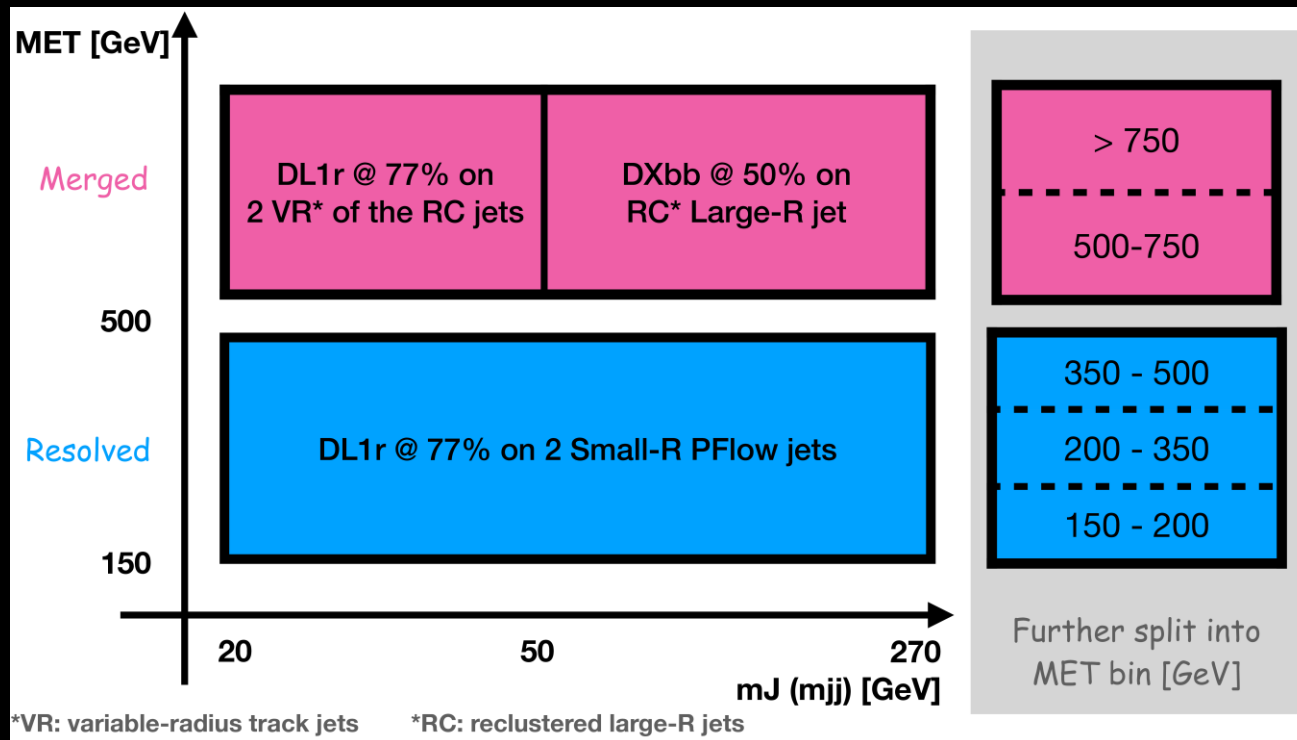 MET [GeV]
Merged
DL1r @ 77% on
2 VR* of the RC jets
DXbb @ 50% on
RC* Large-R jet
> 750
500-750
500
Resolved
DL1r @ 77% on 2 Small-R PFlow jets
350 - 500
200 - 350
150 - 200
150
20
50
270
mJ (mjj) [GeV]
Further split into
MET bin [GeV]
*VR: variable-radius track jets
*RC: reclustered large-R jets